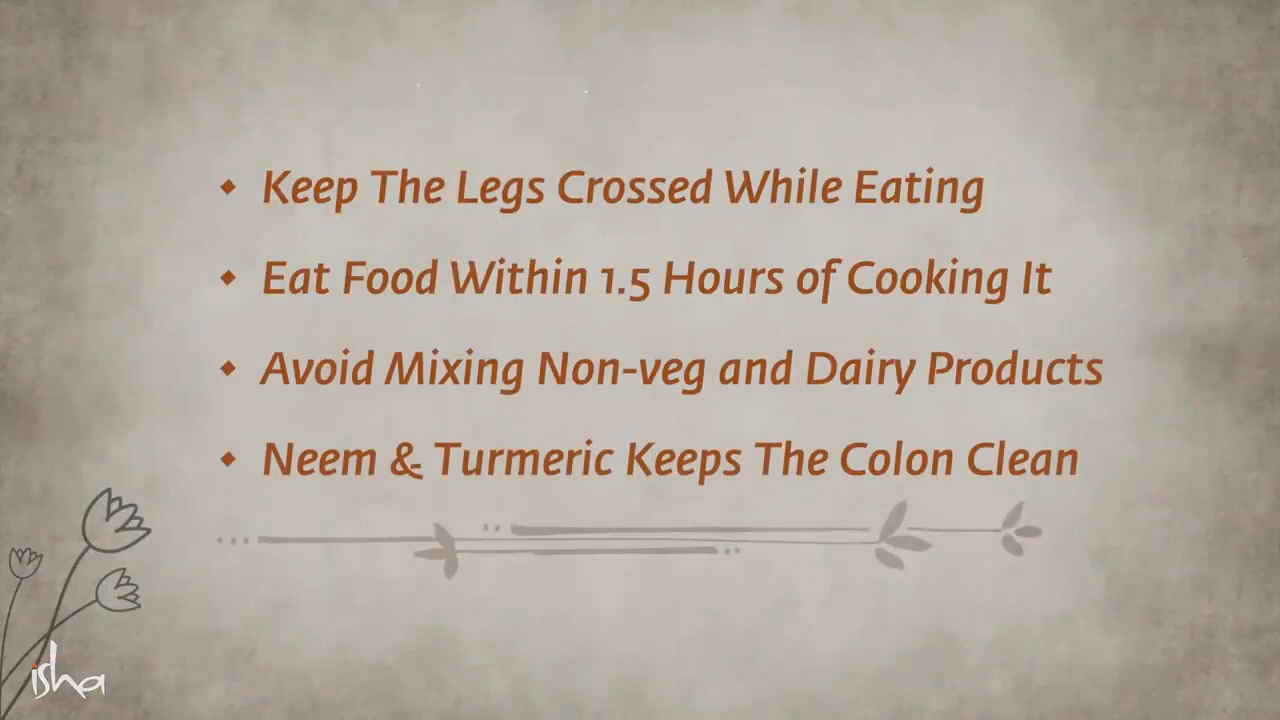 ◆ Keep The Legs Crossed While Eating
◆ Eat Food Within 1.5 Hours of Cooking It
◆ Avoid Mixing Non-veg and Dairy Products
◆ Neem & Turmeric Keeps The Colon Clean
isha